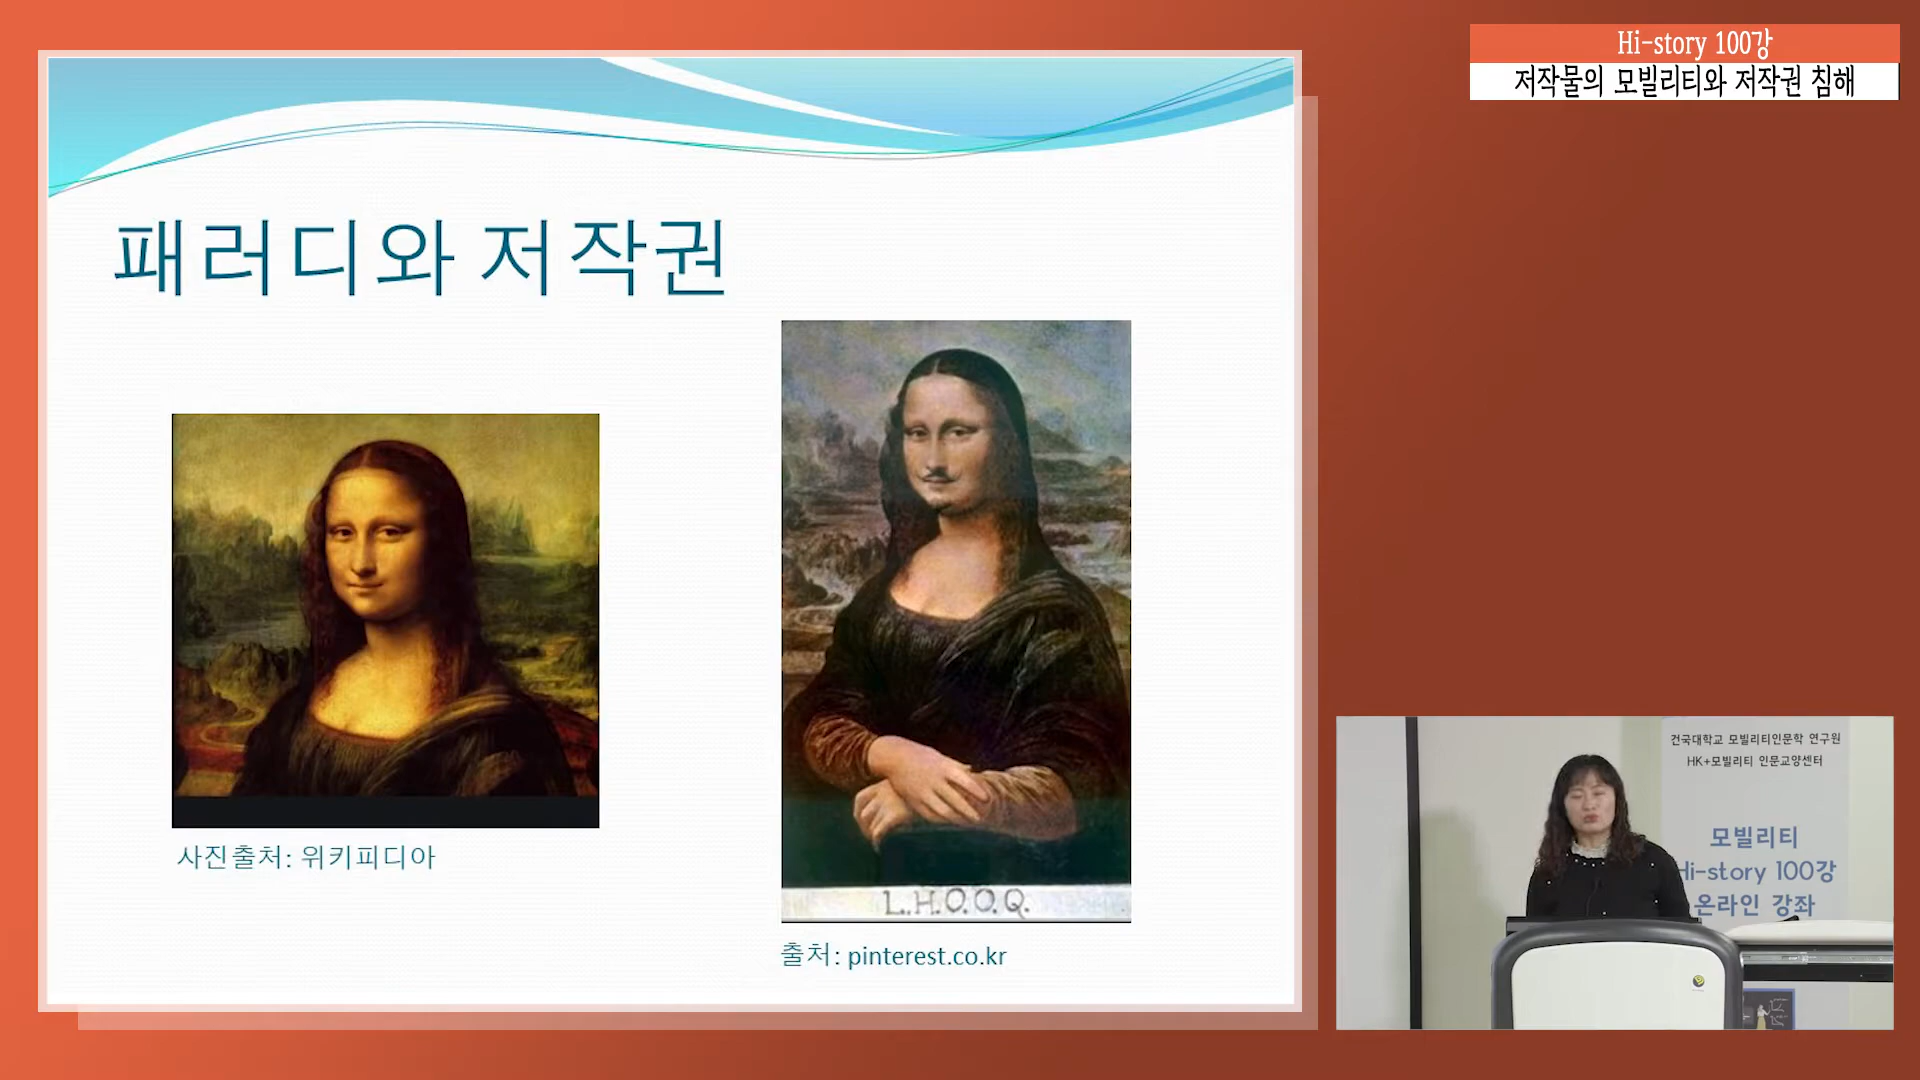 Hi-story 100강
저작물의 모빌리티와 저작권 침해
패러디와 저작권
사진출처: 위키피디아
L.H.O.O.Q.
출처: pinterest.co.kr
건국대학교 모빌리티인문학 연구원
HK+모빌리티 인문교양센터
모빌리티
Hi-story 100강
온라인 강좌